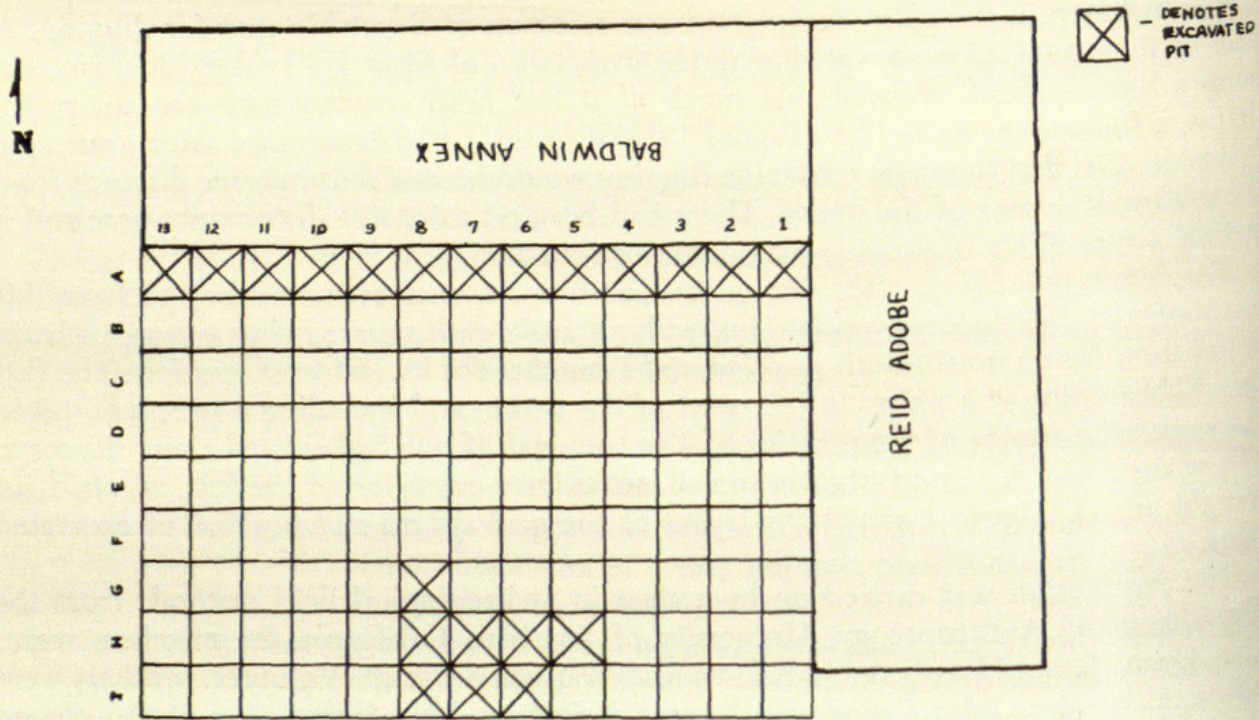 DENOTES
EXCAVATED
PIT
N
BALDWIN ANNEX
13 12 11 10 9 8 7 6 5 4 3 2 1
A
B
C
D
E
F
G
H
I
REID ADOBE